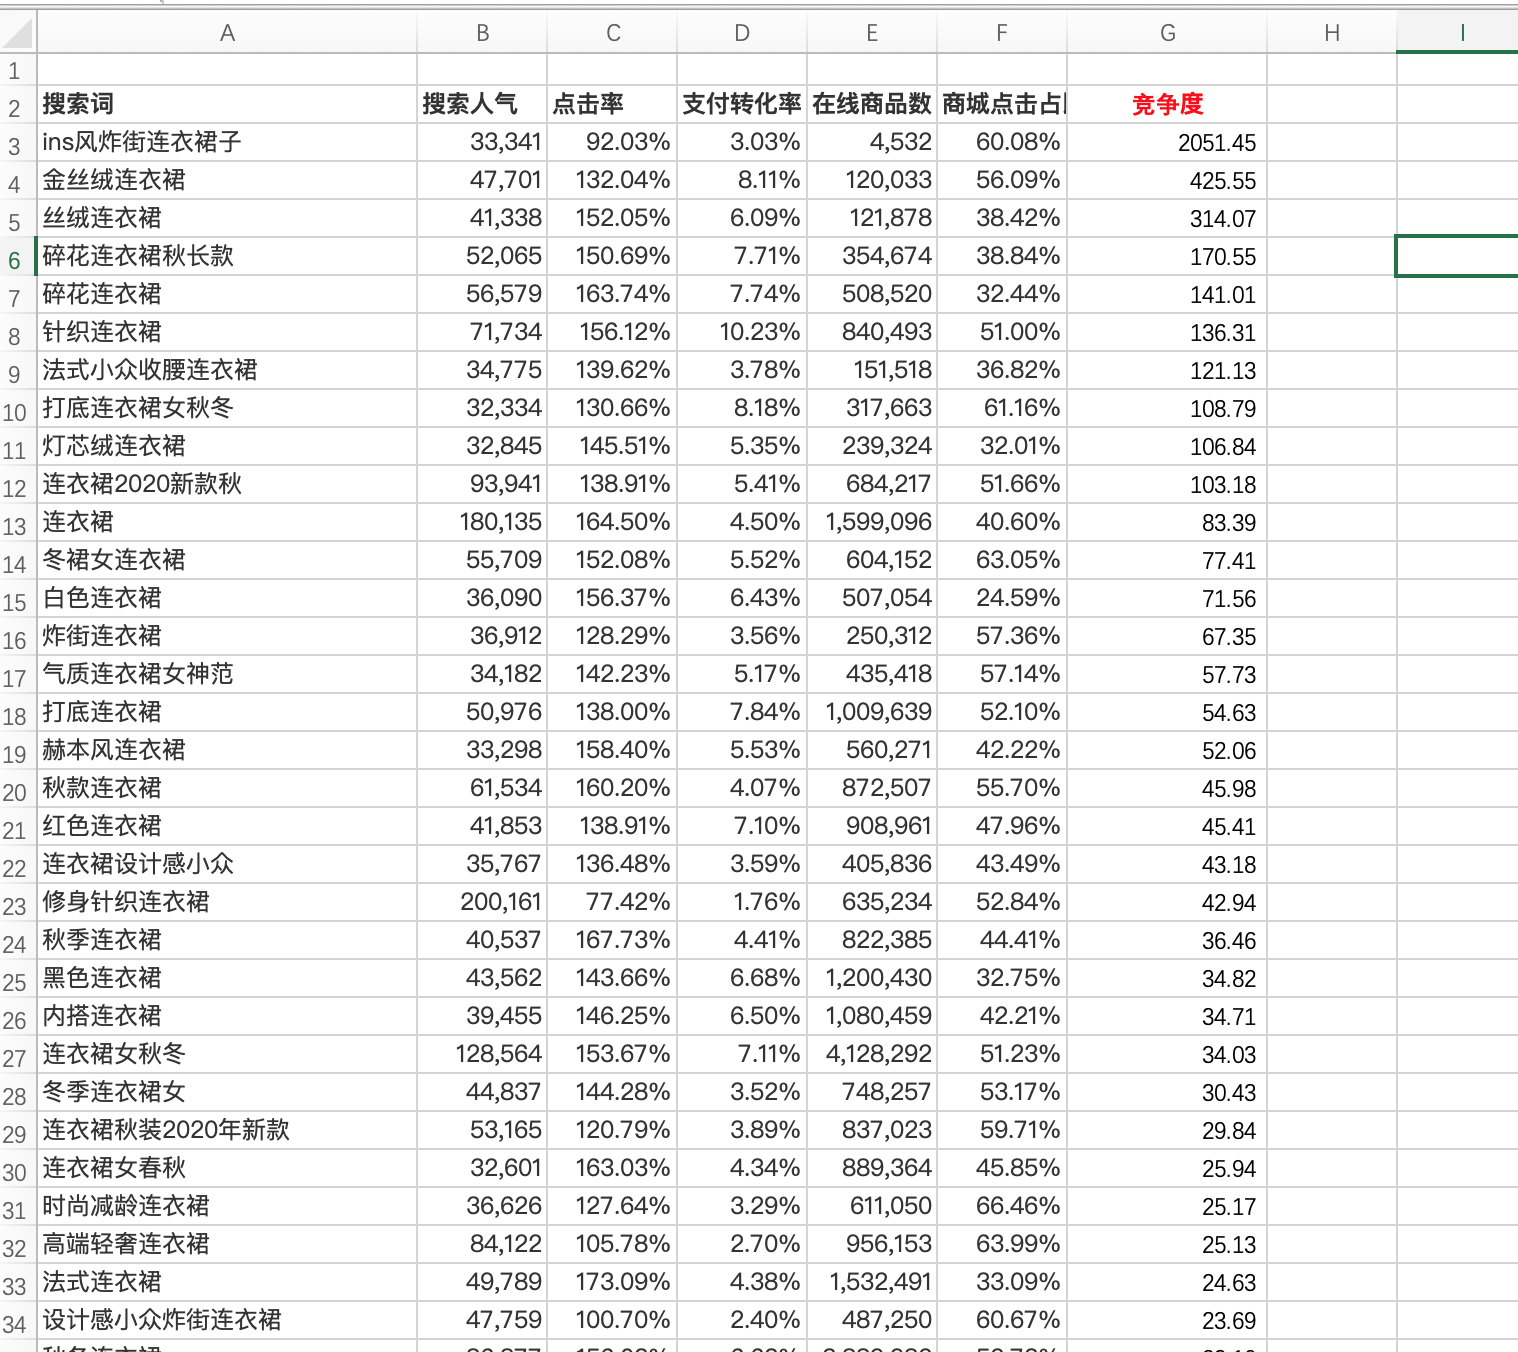 A B C D E F G H I
1
2 搜索词 搜索人气 点击率 支付转化率 在线商品数 商城点击占 竞争度
3 ins风炸街连衣裙子 33,341 92.03% 3.03% 4,532 60.08% 2051.45
4 金丝绒连衣裙 47,701 132.04% 8.11% 120,033 56.09% 425.55
5 丝绒连衣裙 41,338 152.05% 6.09% 121,878 38.42% 314.07
6 碎花连衣裙秋长款 52,065 150.69% 7.71% 354,674 38.84% 170.55
7 碎花连衣裙 56,579 163.74% 7.74% 508,520 32.44% 141.01
8 针织连衣裙 71,734 156.12% 10.23% 840,493 51.00% 136.31
9 法式小众收腰连衣裙 34,775 139.62% 3.78% 151,518 36.82% 121.13
10 打底连衣裙女秋冬 32,334 130.66% 8.18% 317,663 61.16% 108.79
11 灯芯绒连衣裙 32,845 145.51% 5.35% 239,324 32.01% 106.84
12 连衣裙2020新款秋 93,941 138.91% 5.41% 684,217 51.66% 103.18
13 连衣裙 180,135 164.50% 4.50% 1,599,096 40.60% 83.39
14 冬裙女连衣裙 55,709 152.08% 5.52% 604,152 63.05% 77.41
15 白色连衣裙 36,090 156.37% 6.43% 507,054 24.59% 71.56
16 炸街连衣裙 36,912 128.29% 3.56% 250,312 57.36% 67.35
17 气质连衣裙女神范 34,182 142.23% 5.17% 435,418 57.14% 57.73
18 打底连衣裙 50,976 138.00% 7.84% 1,009,639 52.10% 54.63
19 赫本风连衣裙 33,298 158.40% 5.53% 560,271 42.22% 52.06
20 秋款连衣裙 61,534 160.20% 4.07% 872,507 55.70% 45.98
21 红色连衣裙 41,853 138.91% 7.10% 908,961 47.96% 45.41
22 连衣裙设计感小众 35,767 136.48% 3.59% 405,836 43.49% 43.18
23 修身针织连衣裙 200,161 77.42% 1.76% 635,234 52.84% 42.94
24 秋季连衣裙 40,537 167.73% 4.41% 822,385 44.41% 36.46
25 黑色连衣裙 43,562 143.66% 6.68% 1,200,430 32.75% 34.82
26 内搭连衣裙 39,455 146.25% 6.50% 1,080,459 42.21% 34.71
27 连衣裙女秋冬 128,564 153.67% 7.11% 4,128,292 51.23% 34.03
28 冬季连衣裙女 44,837 144.28% 3.52% 748,257 53.17% 30.43
29 连衣裙秋装2020年新款 53,165 120.79% 3.89% 837,023 59.71% 29.84
30 连衣裙女春秋 32,601 163.03% 4.34% 889,364 45.85% 25.94
31 时尚减龄连衣裙 36,626 127.64% 3.29% 611,050 66.46% 25.17
32 高端轻奢连衣裙 84,122 105.78% 2.70% 956,153 63.99% 25.13
33 法式连衣裙 49,789 173.09% 4.38% 1,532,491 33.09% 24.63
34 设计感小众炸街连衣裙 47,759 100.70% 2.40% 487,250 60.67% 23.69